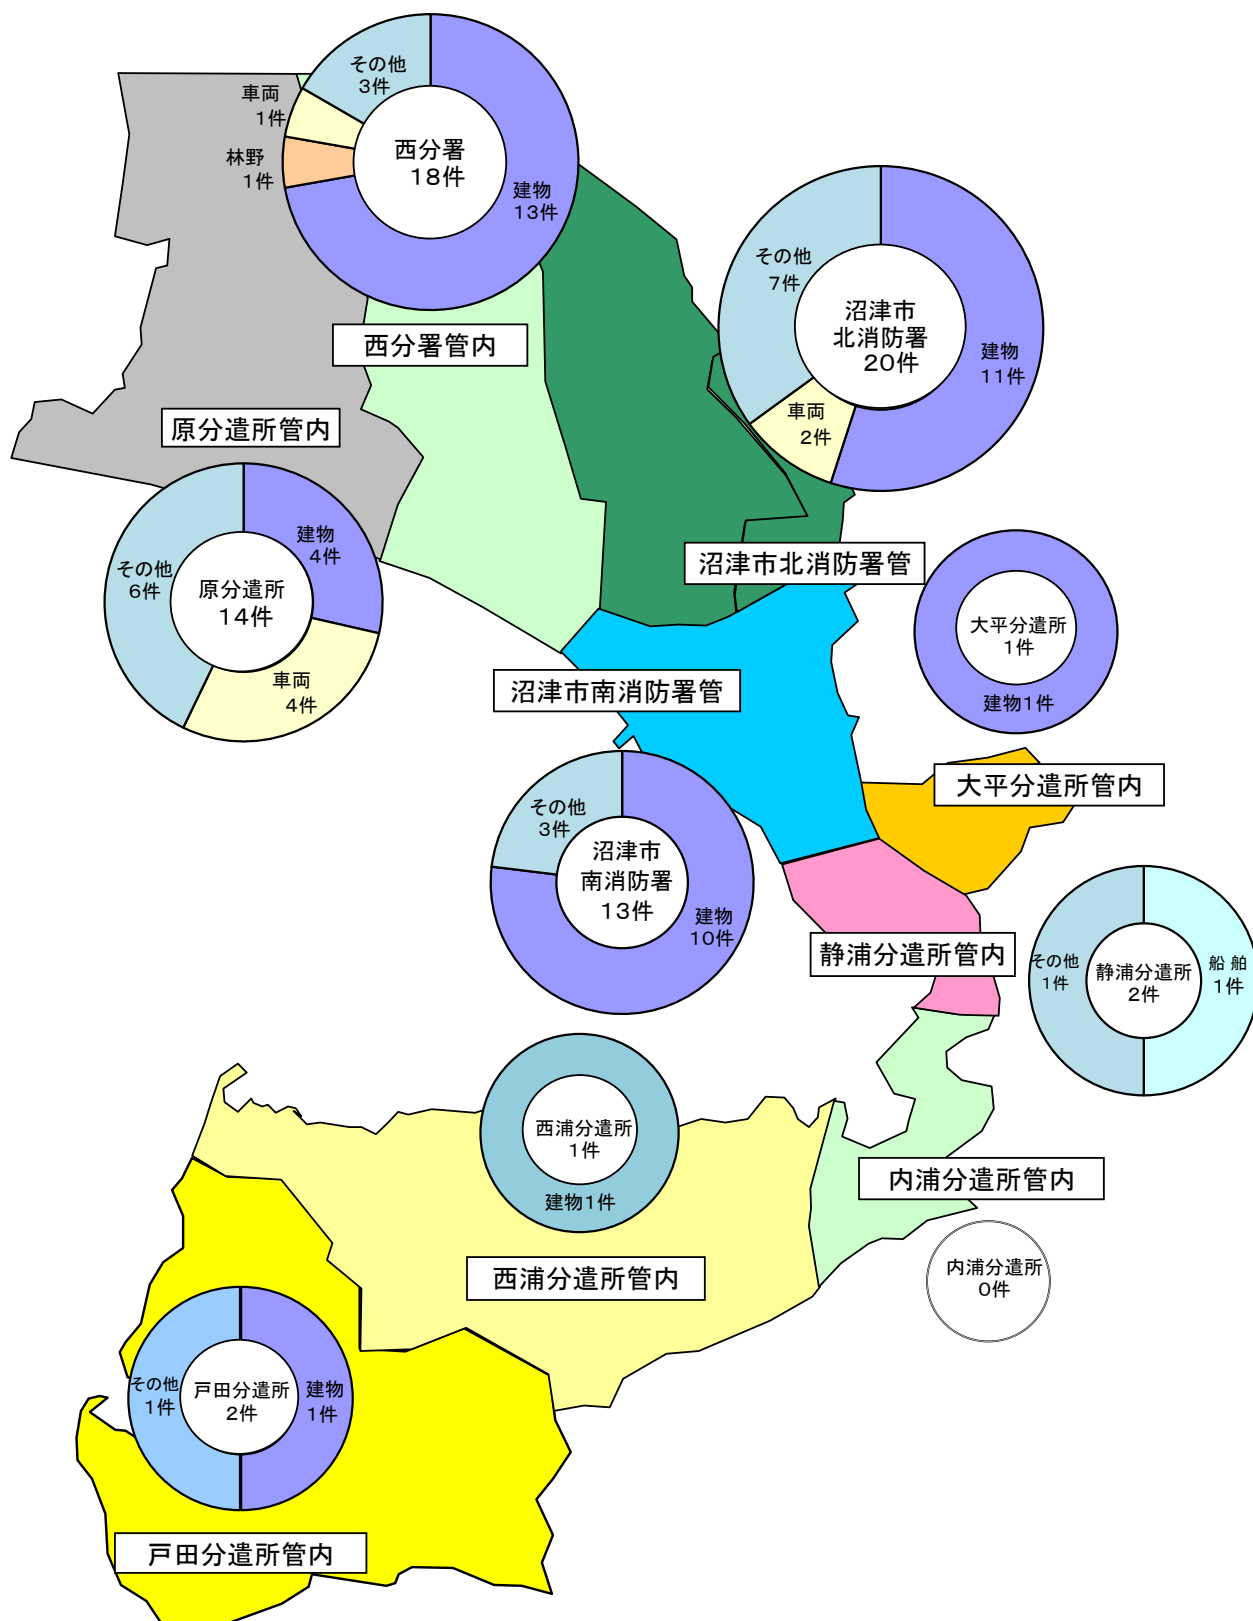 その他
3件
車両
1件
林野
1件
西分署
18件
建物
13件
西分署管内
その他
7件
沼津市
北消防署
20件
建物
11件
車両
2件
原分遣所管内
建物
4件
その他
6件
原分遣所
14件
車両
4件
沼津市北消防署管
大平分遣所
1件
建物1件
沼津市南消防署管
大平分遣所管内
その他
3件
沼津市
南消防署
13件
建物
10件
静浦分遣所管内
その他
1件
静浦分遣所
2件
船舶
1件
西浦分遣所
1件
建物1件
内浦分遣所管内
内浦分遣所
0件
西浦分遣所管内
その他
1件
戸田分遣所
2件
建物
1件
戸田分遣所管内